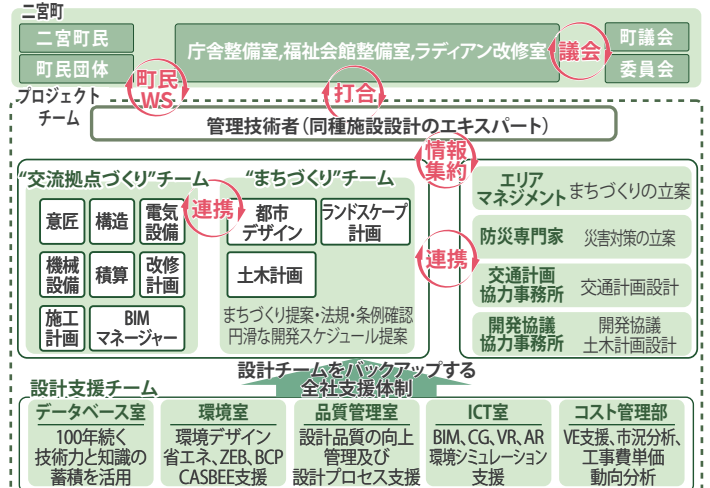 二宮町
二宮町民
町民団体
庁舎整備室,福祉会館整備室,ラディアン改修室
町議会
委員会
議会
町民
WS
打合
プロジェクト
チーム
管理技術者（同種施設設計のエキスパート）
情報
集約
“交流拠点づくり”チーム
意匠
構造
電気
設備
機械
設備
積算
改修
計画
施工
計画
BIM
マネージャー
連携
“まちづくり”チーム
都市
デザイン
ランドスケープ
計画
土木計画
まちづくり提案・法規・条例確認
円滑な開発スケジュール提案
連携
エリア
マネジメント
まちづくりの立案
防災専門家
災害対策の立案
交通計画
協力事務所
交通計画設計
開発協議
協力事務所
開発協議
土木計画設計
設計チームをバックアップする
全社支援体制
設計支援チーム
データベース室
100年続く
技術力と知識の
蓄積を活用
環境室
環境デザイン
省エネ、ZEB、BCP
CASBEE支援
品質管理室
設計品質の向上
管理及び
設計プロセス支援
ICT室
BIM、CG、VR、AR
環境シミュレーション
支援
コスト管理部
VE支援、市況分析、
工事費単価
動向分析